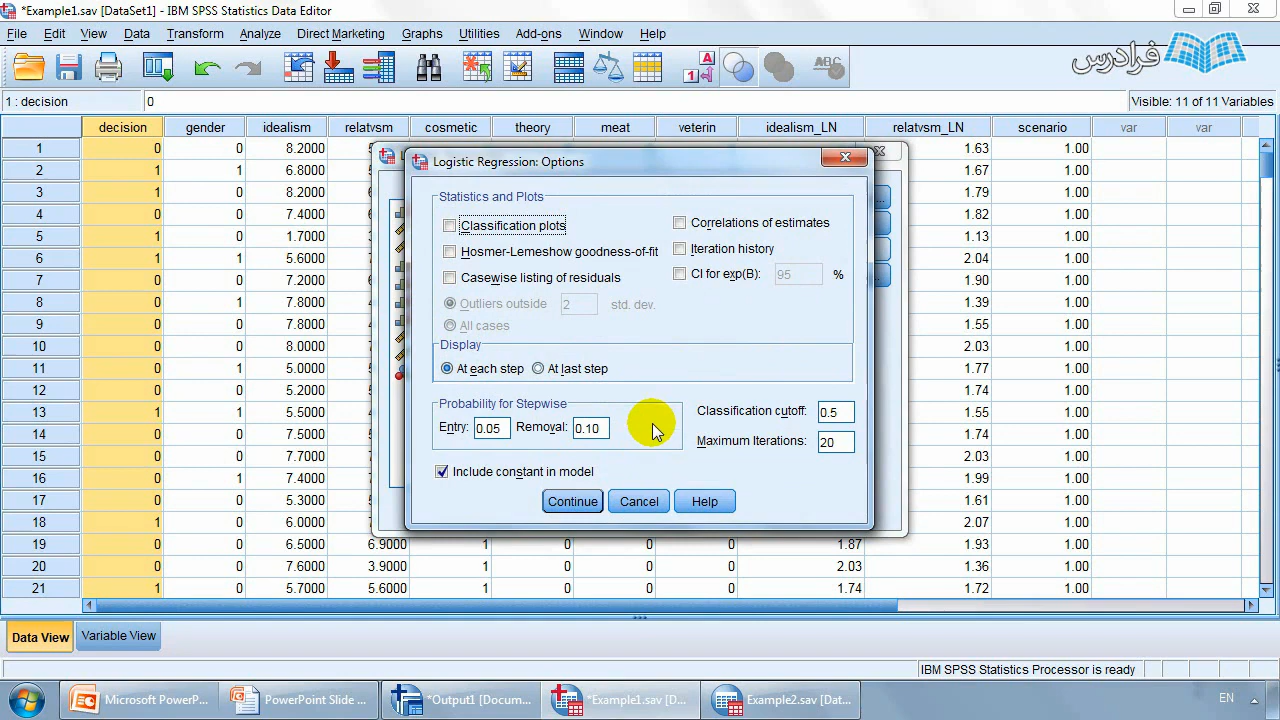 *Example1.sav [DataSet1] - IBM SPSS Statistics Data Editor
File Edit View Data Transform Analyze Direct Marketing Graphs Utilities Add-ons Window Help
فرادرس
1 : decision 0 Visible: 11 of 11 Variables
decision gender idealism relatvsm cosmetic theory meat veterin idealism_LN relatvsm_LN scenario var var
Logistic Regression: Options
Statistics and Plots
Classification plots Correlations of estimates
Hosmer-Lemeshow goodness-of-fit Iteration history
Casewise listing of residuals CI for exp(B): 95 %
Outliers outside 2 std. dev.
All cases
Display
At each step At last step
Probability for Stepwise
Entry: 0.05 Removal: 0.10
Classification cutoff: 0.5
Maximum Iterations: 20
Include constant in model
Continue Cancel Help
1 0 0 8.2000 1.63 1.00
2 1 1 6.8000 1.67 1.00
3 1 0 8.2000 1.79 1.00
4 0 0 7.4000 1.82 1.00
5 1 0 1.7000 1.13 1.00
6 1 1 5.6000 2.04 1.00
7 0 0 7.2000 1.90 1.00
8 0 1 7.8000 1.39 1.00
9 0 0 7.8000 1.55 1.00
10 0 0 8.0000 2.03 1.00
11 0 1 5.0000 1.77 1.00
12 0 0 8.2000 1.74 1.00
13 1 1 5.5000 1.00
14 0 0 7.5000 1.00
15 0 0 7.7000 2.03 1.00
16 0 1 7.4000 1.99 1.00
17 0 0 5.3000 1.61 1.00
18 1 0 6.0000 2.07 1.00
19 0 0 6.5000 6.9000 1 0 0 0 1.87 1.93 1.00
20 0 0 7.6000 3.9000 1 0 0 0 2.03 1.36 1.00
21 1 0 5.7000 5.6000 1 0 0 0 1.74 1.72 1.00
Data View Variable View
IBM SPSS Statistics Processor is ready
Microsoft PowerP... PowerPoint Slide ... *Output1 [Docum... *Example1.sav [D... Example2.sav [Dat... EN